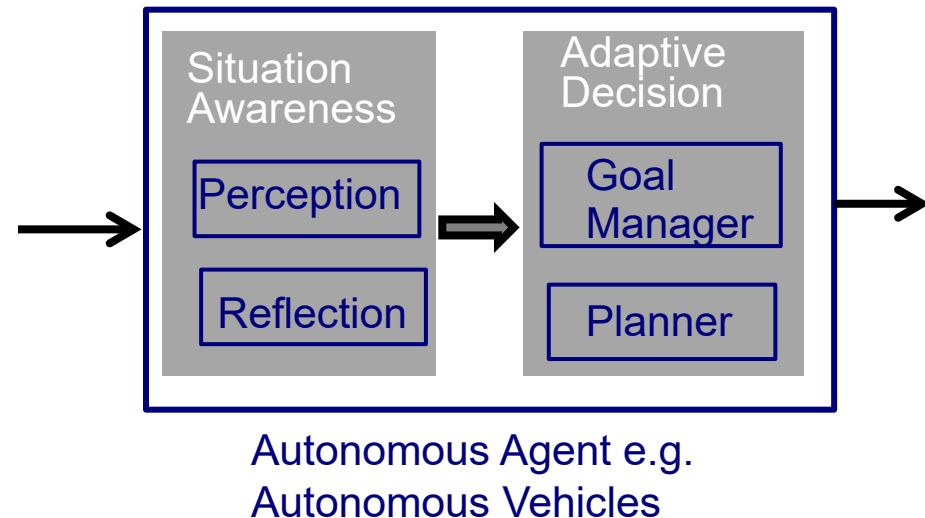 Situation
Awareness
Perception
Reflection
Adaptive
Decision
Goal
Manager
Planner
Autonomous Agent e.g.
Autonomous Vehicles